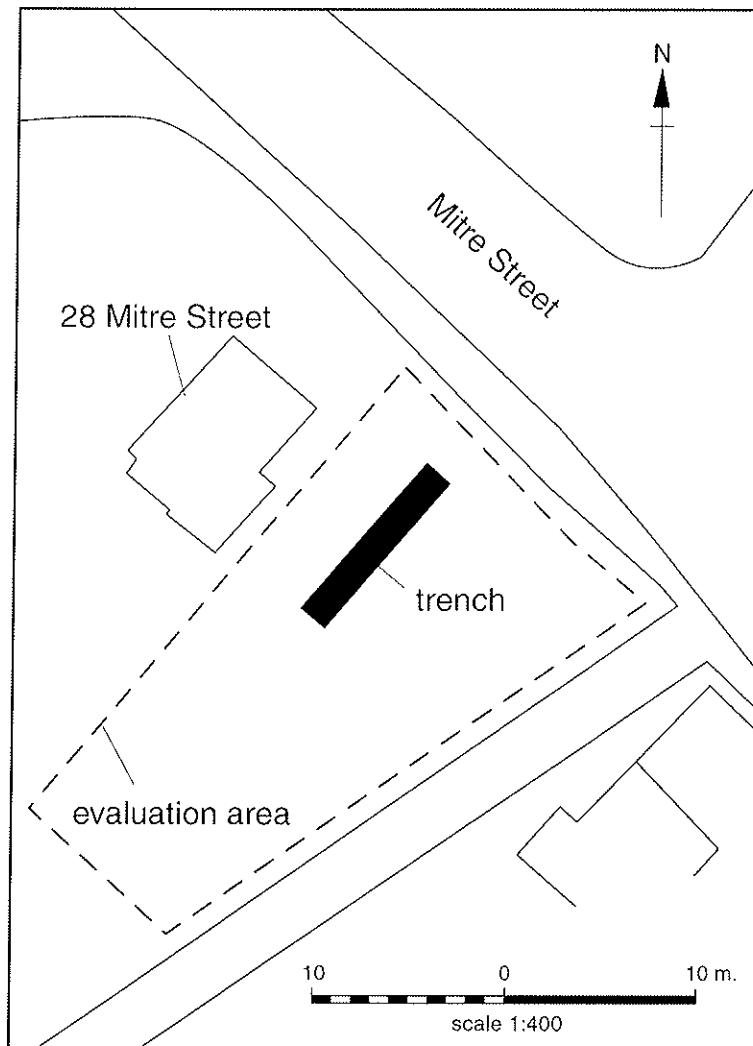 N
Mitre Street
28 Mitre Street
trench
evaluation area
10 0 10 m.
scale 1:400